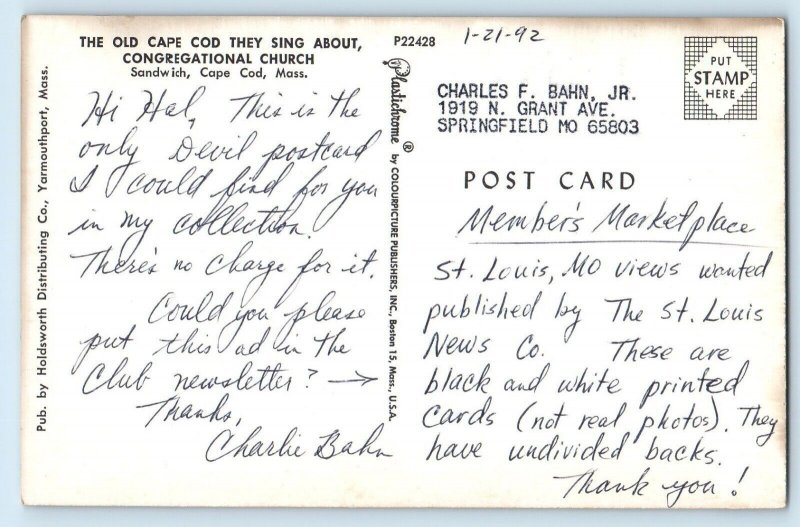 THE OLD CAPE COD THEY SING ABOUT,
CONGREGATIONAL CHURCH
Sandwich, Cape Cod, Mass.
Hi Hal, This is the
only Devil postcard
I could find for you
in my collection.
There's no charge for it.
Could you please
put this ad in the
Club newsletter? →
Thanks,
Charlie Bahn
Pub. by Holdsworth Distributing Co., Yarmouthport, Mass.
P22428
Plastichrome® by COLOURPICTURE PUBLISHERS, INC., Boston 15, Mass., U.S.A.
1-21-92
CHARLES F. BAHN, JR.
1919 N. GRANT AVE.
SPRINGFIELD MO 65803
PUT
STAMP
HERE
POST CARD
Member's Marketplace
St. Louis, MO views wanted
published by The St. Louis
News Co. These are
black and white printed
cards (not real photos). They
have undivided backs.
Thank you!